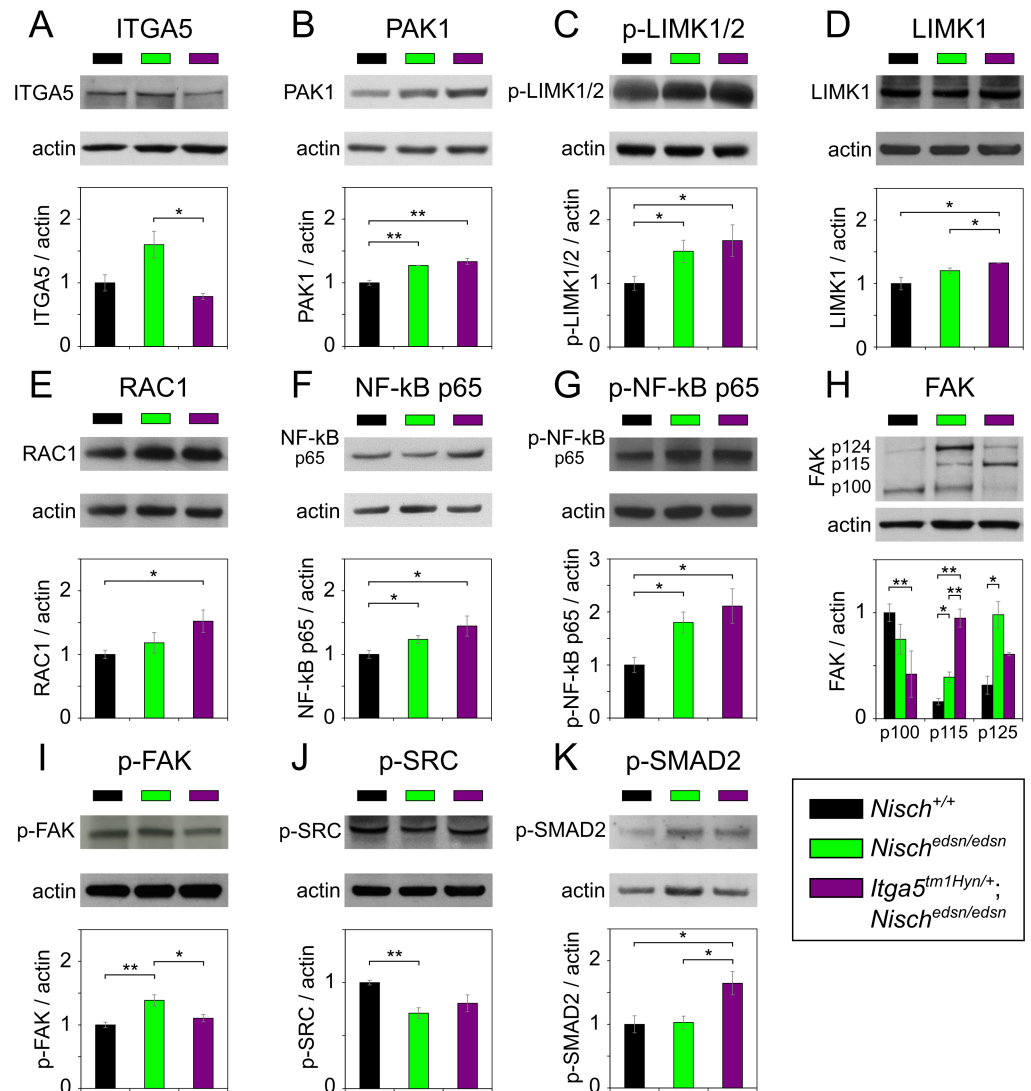 A ITGA5
ITGA5
actin
ITGA5 / actin
2
1
0
*
B PAK1
PAK1
actin
PAK1 / actin
2
1
0
**
**
C p-LIMK1/2
p-LIMK1/2
actin
p-LIMK1/2 / actin
2
1
0
*
*
D LIMK1
LIMK1
actin
LIMK1 / actin
2
1
0
*
*
E RAC1
RAC1
actin
RAC1 / actin
2
1
0
*
F NF-kB p65
NF-kB
p65
actin
NF-kB p65 / actin
2
1
0
*
*
G p-NF-kB p65
p-NF-kB
p65
actin
p-NF-kB p65 / actin
3
2
1
0
*
*
H FAK
FAK
p124
p115
p100
actin
FAK / actin
1
0
**
**
**
*
*
p100 p115 p125
I p-FAK
p-FAK
actin
p-FAK / actin
2
1
0
**
*
J p-SRC
p-SRC
actin
p-SRC / actin
1
0
**
K p-SMAD2
p-SMAD2
actin
p-SMAD2 / actin
2
1
0
*
*
Nisch+/+
Nischedsn/edsn
Itga5tm1Hyn/+;
Nischedsn/edsn